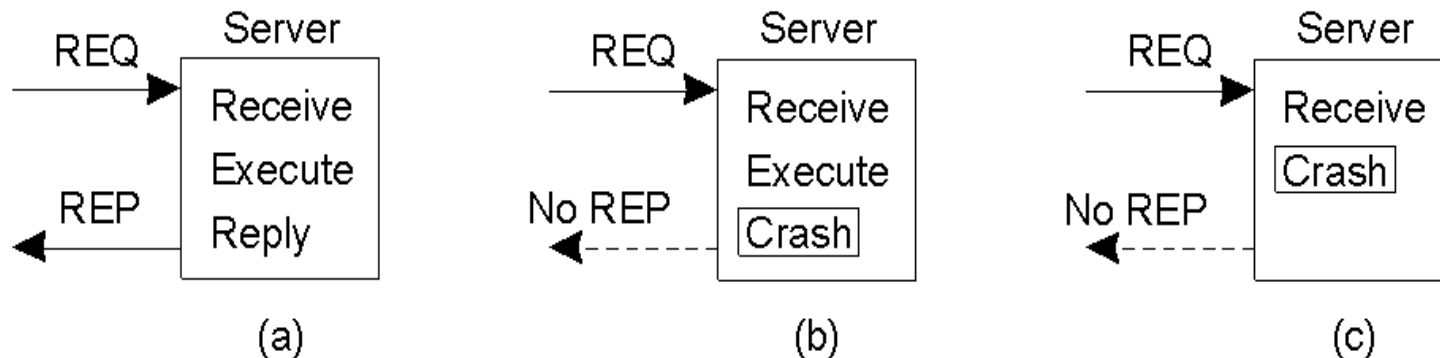 Server
REQ
Receive
Execute
REP
Reply
(a)
Server
REQ
Receive
Execute
No REP
Crash
(b)
Server
REQ
Receive
Crash
No REP
(c)